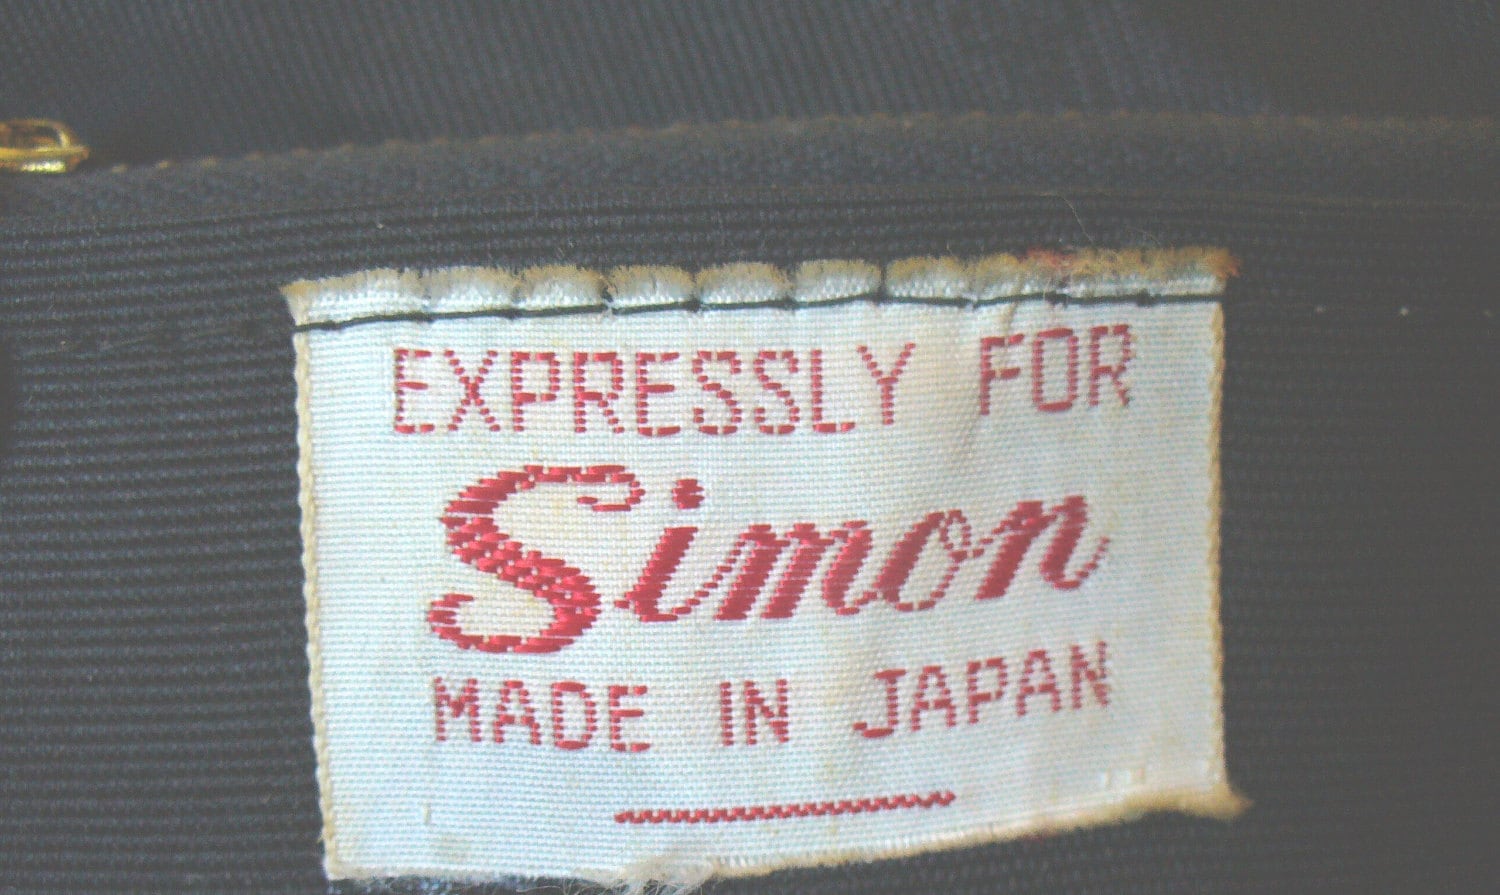 EXPRESSLY FOR
Simon
MADE IN JAPAN